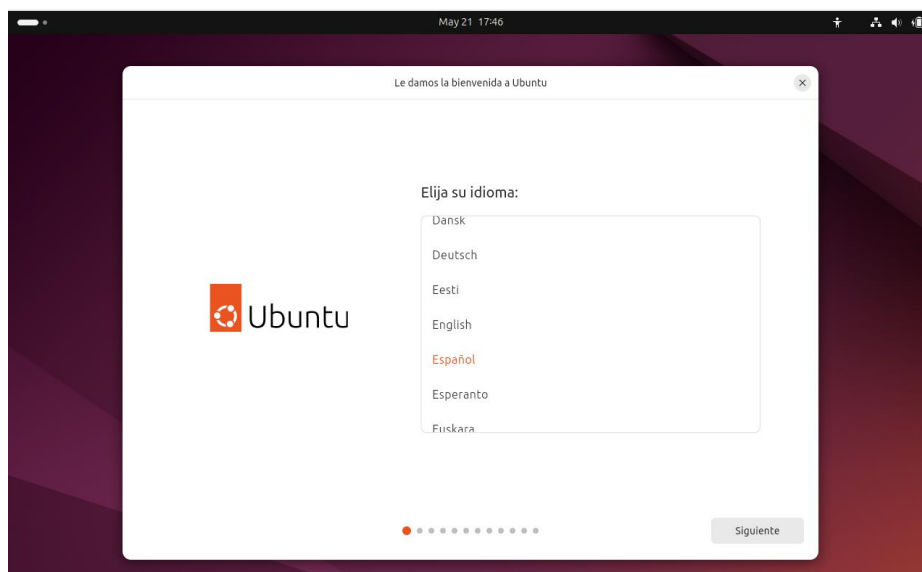 May 21 17:46
Le damos la bienvenida a Ubuntu
Elija su idioma:
Dansk
Deutsch
Eesti
English
Español
Esperanto
Euskara
Ubuntu
Siguiente